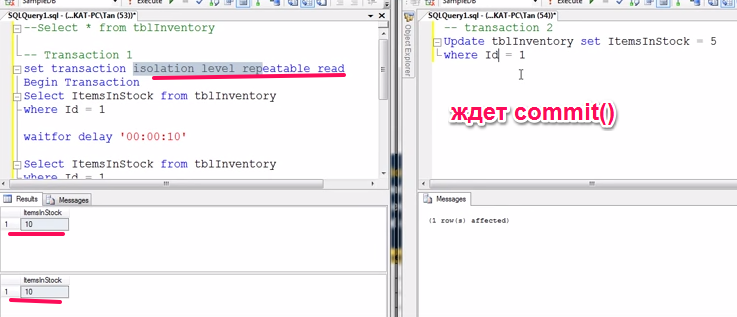 SampleDB
Execute
SQLQuery1.sql - (...KAT-PC\Tan (53))*
--Select * from tblInventory
-- Transaction 1
set transaction isolation level repeatable read
Begin Transaction
Select ItemsInStock from tblInventory
where Id = 1
waitfor delay '00:00:10'
Select ItemsInStock from tblInventory
where Id = 1
Results
Messages
ItemsInStock
1 10
ItemsInStock
1 10
SampleDB
Execute
Object Explorer
SQLQuery1.sql - (...KAT-PC\Tan (54))*
-- transaction 2
Update tblInventory set ItemsInStock = 5
where Id = 1
ждет commit()
Messages
(1 row(s) affected)